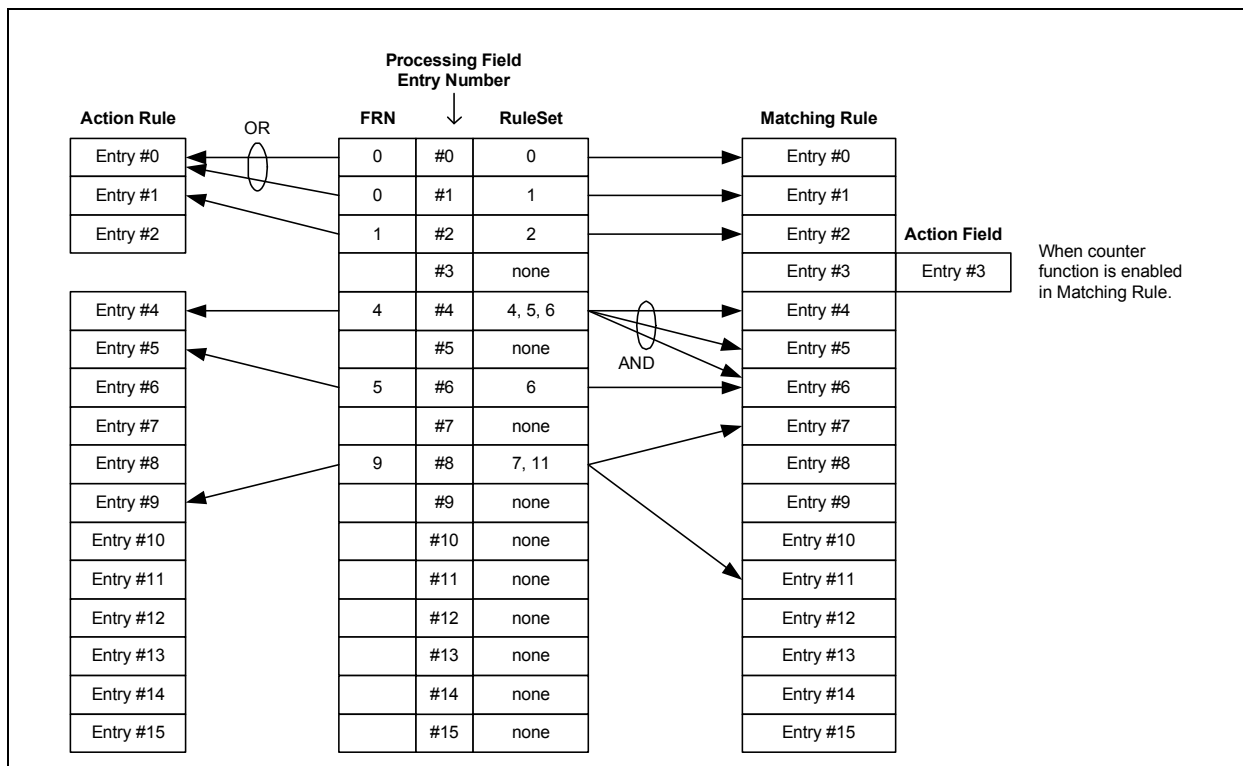 Processing Field
Entry Number
Action Rule
OR
FRN
RuleSet
Matching Rule
Entry #0
0
#0
0
Entry #0
Entry #1
0
#1
1
Entry #1
Entry #2
1
#2
2
Entry #2
Action Field
#3
none
Entry #3
Entry #3
When counter
function is enabled
in Matching Rule.
Entry #4
4
#4
4, 5, 6
Entry #4
Entry #5
#5
none
AND
Entry #5
Entry #6
5
#6
6
Entry #6
Entry #7
#7
none
Entry #7
Entry #8
9
#8
7, 11
Entry #8
Entry #9
#9
none
Entry #9
Entry #10
#10
none
Entry #10
Entry #11
#11
none
Entry #11
Entry #12
#12
none
Entry #12
Entry #13
#13
none
Entry #13
Entry #14
#14
none
Entry #14
Entry #15
#15
none
Entry #15